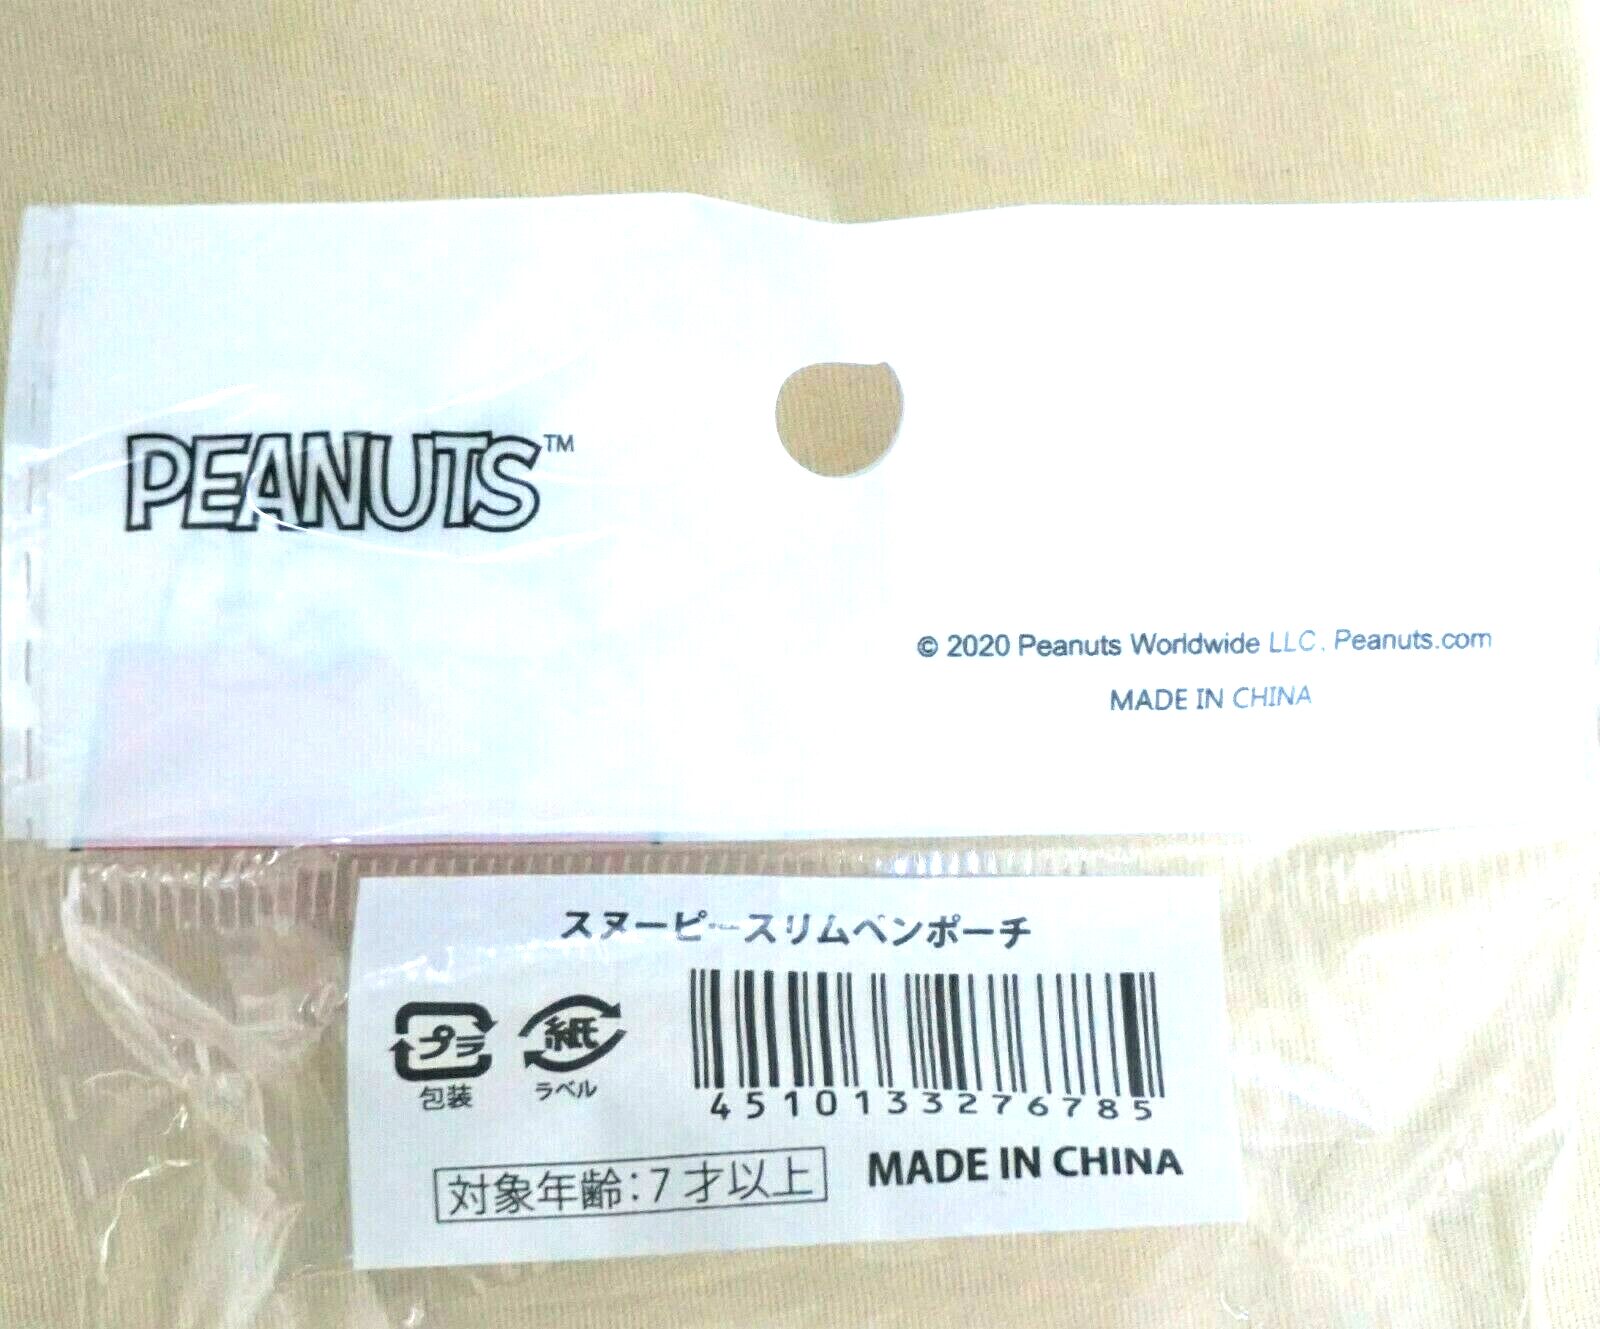 PEANUTS™
© 2020 Peanuts Worldwide LLC. Peanuts.com
MADE IN CHINA
スヌーピースリムペンポーチ
プラ
包装
紙
ラベル
4510133276785
対象年齢:7才以上
MADE IN CHINA